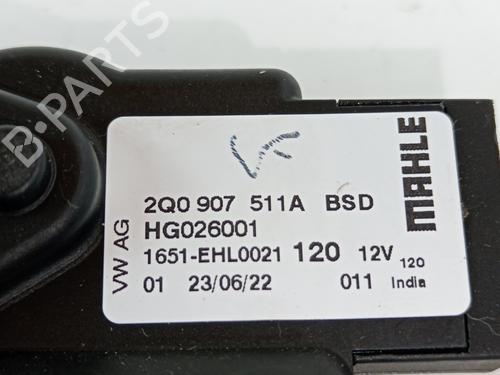 B-PARTS
2Q0 907 511A BSD
HG026001
1651-EHL0021 120 12V 120
01 23/06/22 011 India
VW AG
MAHLE